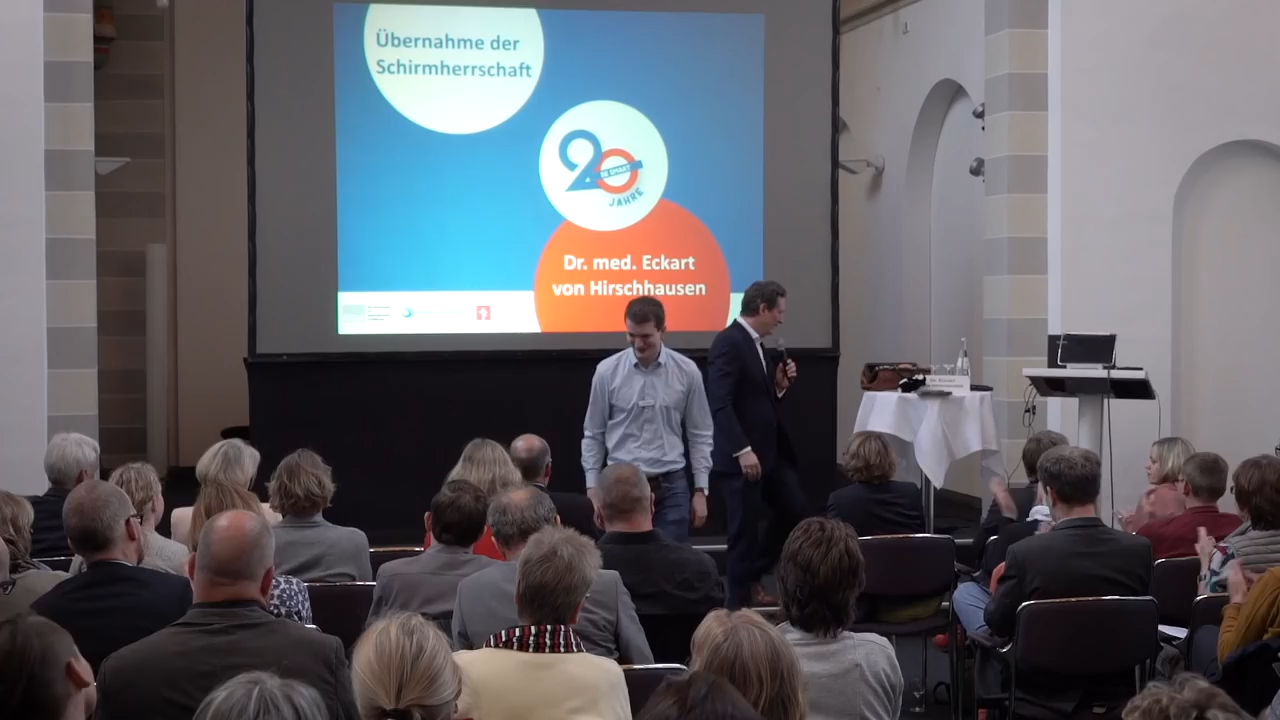 Übernahme der
Schirmherrschaft
20
BE SMART
JAHRE
Dr. med. Eckart
von Hirschhausen